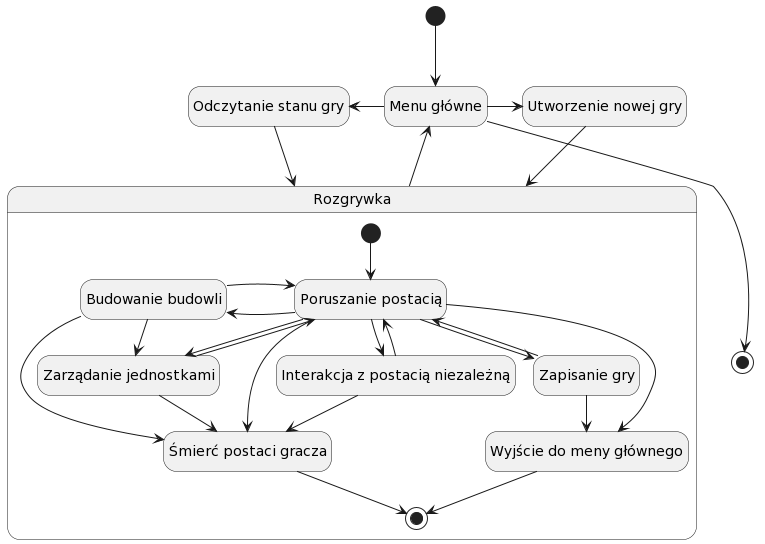 Odczytanie stanu gry
Menu główne
Utworzenie nowej gry
Rozgrywka
Budowanie budowli
Poruszanie postacią
Zarządanie jednostkami
Interakcja z postacią niezależną
Zapisanie gry
Śmierć postaci gracza
Wyjście do meny głównego